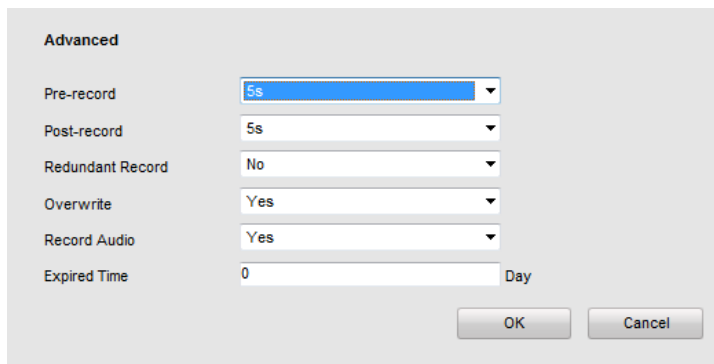 Advanced
Pre-record 5s
Post-record 5s
Redundant Record No
Overwrite Yes
Record Audio Yes
Expired Time 0 Day
OK Cancel